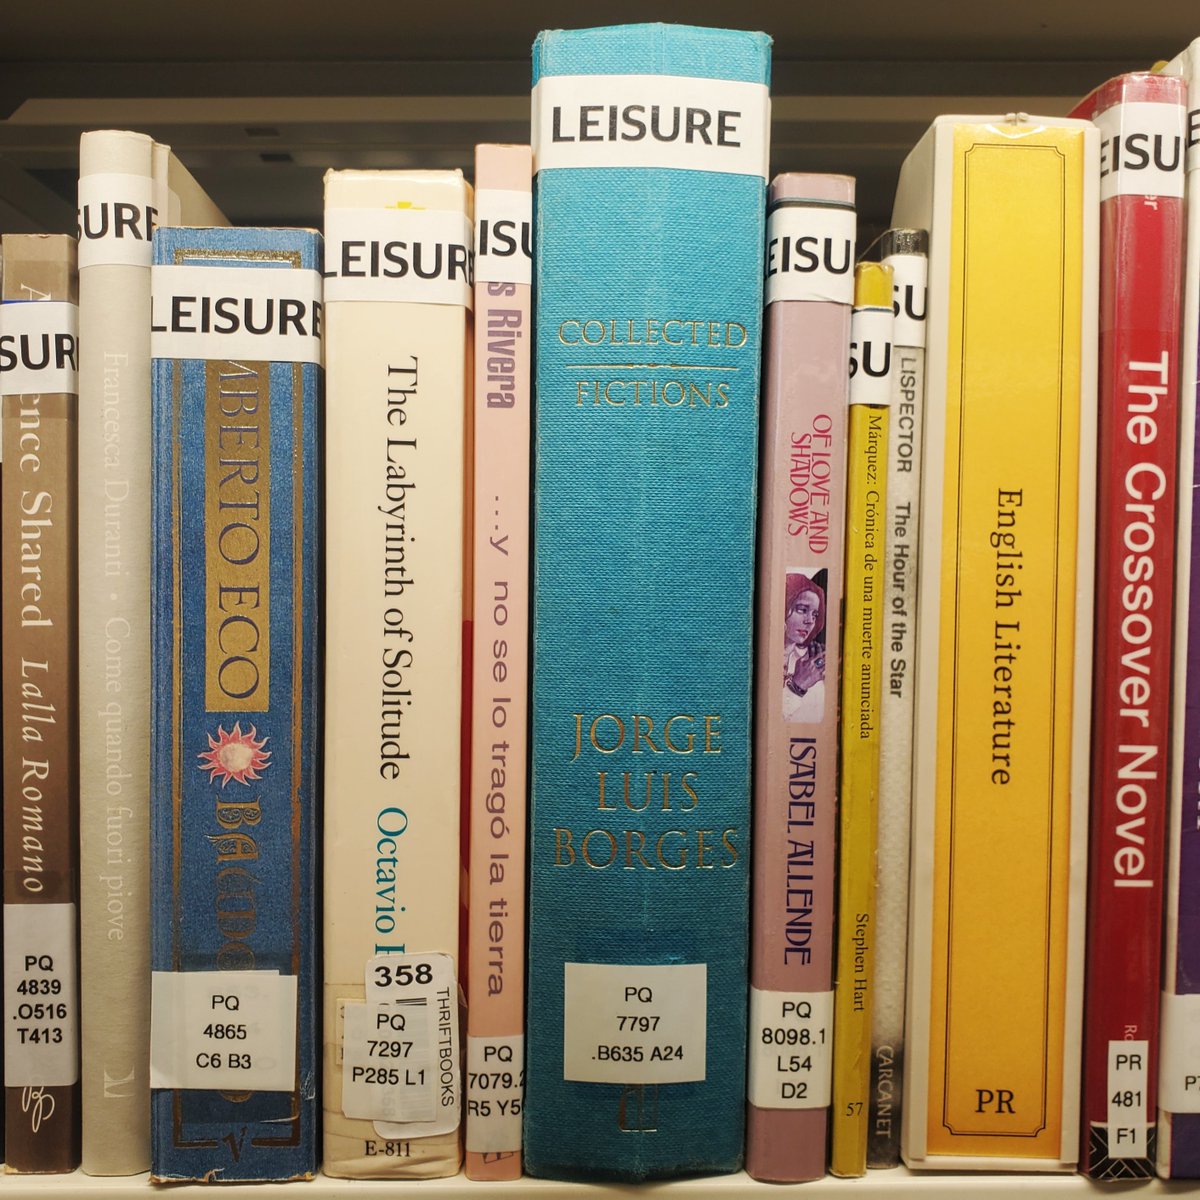 ence Shared Lalla Romano
PQ
4839
.O516
T413
SURE
Francesca Duranti • Come quando fuori piove
LEISURE
MBERTO ECO
PQ
4865
C6 B3
LEISURE
The Labyrinth of Solitude Octavio
358
THRIFTBOOKS
PQ
7297
P285 L1
E-811
ISU
s Rivera
...y no se lo tragó la tierra
PQ
7079.2
R5 Y5
LEISURE
COLLECTED
FICTIONS
JORGE
LUIS
BORGES
PQ
7797
.B635 A24
EISU
OF LOVE AND
SHADOWS
ISABEL ALLENDE
PQ
8098.1
L54
D2
SU
Márquez: Crónica de una muerte anunciada Stephen Hart
57
SU
LISPECTOR The Hour of the Star
CARCANET
English Literature
PR
EISU
The Crossover Novel
PR
481
F1